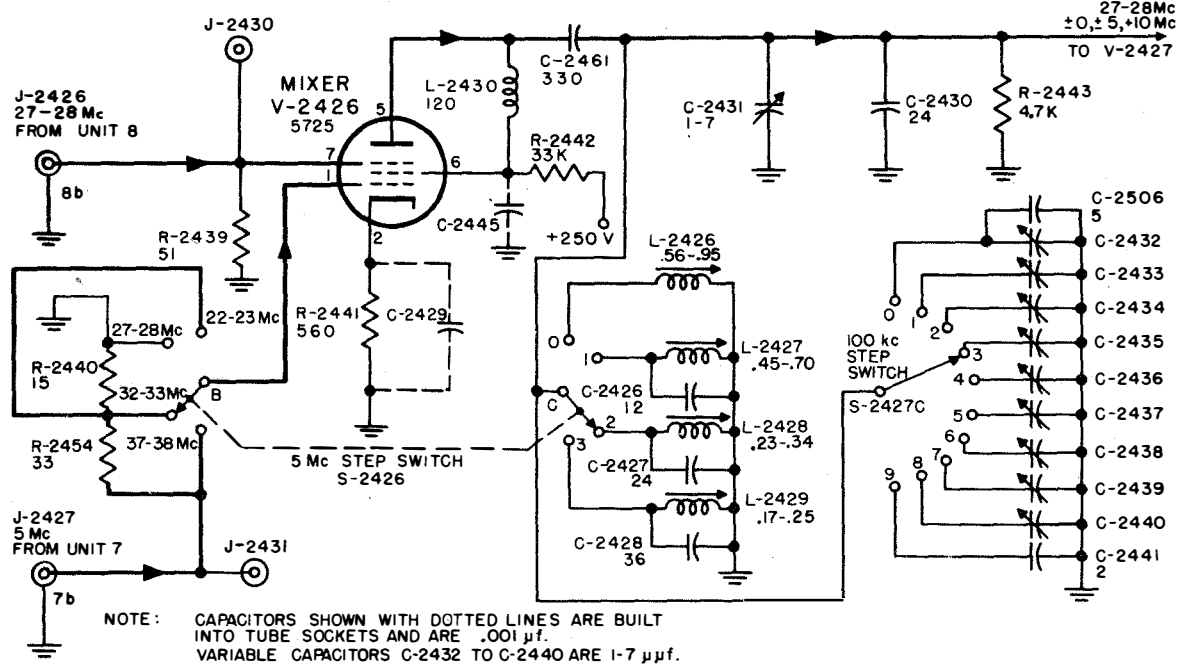 J-2430
27-28Mc
±0,±5,+10Mc
TO V-2427
J-2426
27-28Mc
FROM UNIT 8
8b
MIXER
V-2426
5725
5
7
1
6
2
L-2430
120
C-2461
330
R-2442
33K
C-2445
+250 V
C-2431
1-7
C-2430
24
R-2443
4.7K
R-2439
51
R-2441
560
C-2429
22-23Mc
27-28Mc
R-2440
15
32-33Mc
B
37-38Mc
R-2454
33
5 Mc STEP SWITCH
S-2426
J-2427
5 Mc
FROM UNIT 7
7b
J-2431
L-2426
.56-.95
0
1
L-2427
.45-.70
C-2426
12
C
2
L-2428
.23-.34
3
C-2427
24
L-2429
.17-.25
C-2428
36
C-2506
5
C-2432
C-2433
C-2434
C-2435
C-2436
C-2437
C-2438
C-2439
C-2440
C-2441
2
0
1
2
3
4
5
6
7
8
9
100 kc
STEP
SWITCH
S-2427C
NOTE: CAPACITORS SHOWN WITH DOTTED LINES ARE BUILT
INTO TUBE SOCKETS AND ARE .001 µf.
VARIABLE CAPACITORS C-2432 TO C-2440 ARE 1-7 µµf.